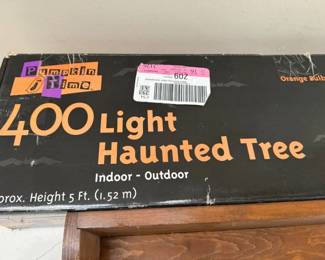 Pumpkin
Time
602
Orange Bulb
400 Light
Haunted Tree
Indoor - Outdoor
prox. Height 5 Ft. (1.52 m)